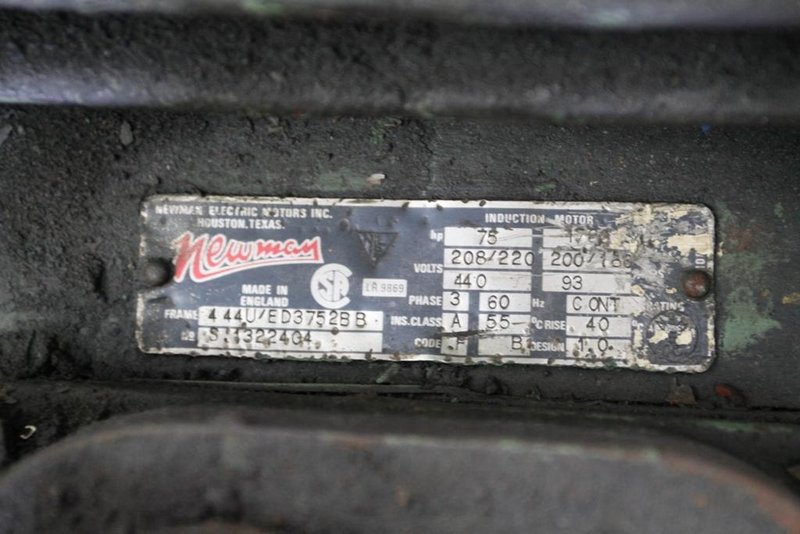 NEWMAN ELECTRIC MOTORS INC.
HOUSTON, TEXAS.
Newman
MADE IN
ENGLAND
LR 9869
INDUCTION MOTOR
hp 75
VOLTS 208/220 200/
440 93
PHASE 3 60 Hz CONT RATING
FRAME 444U/ED3752BB INS.CLASS A 55 °C RISE 40 °C
No CODE F B DESIGN 1.0